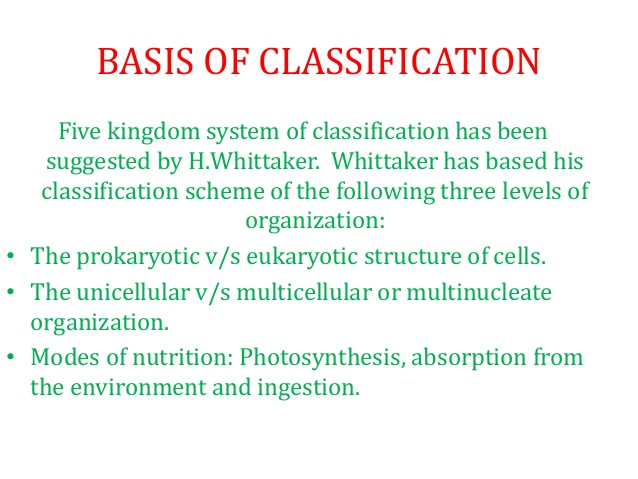 BASIS OF CLASSIFICATION
Five kingdom system of classification has been
suggested by H.Whittaker. Whittaker has based his
classification scheme of the following three levels of
organization:
• The prokaryotic v/s eukaryotic structure of cells.
• The unicellular v/s multicellular or multinucleate
organization.
• Modes of nutrition: Photosynthesis, absorption from
the environment and ingestion.